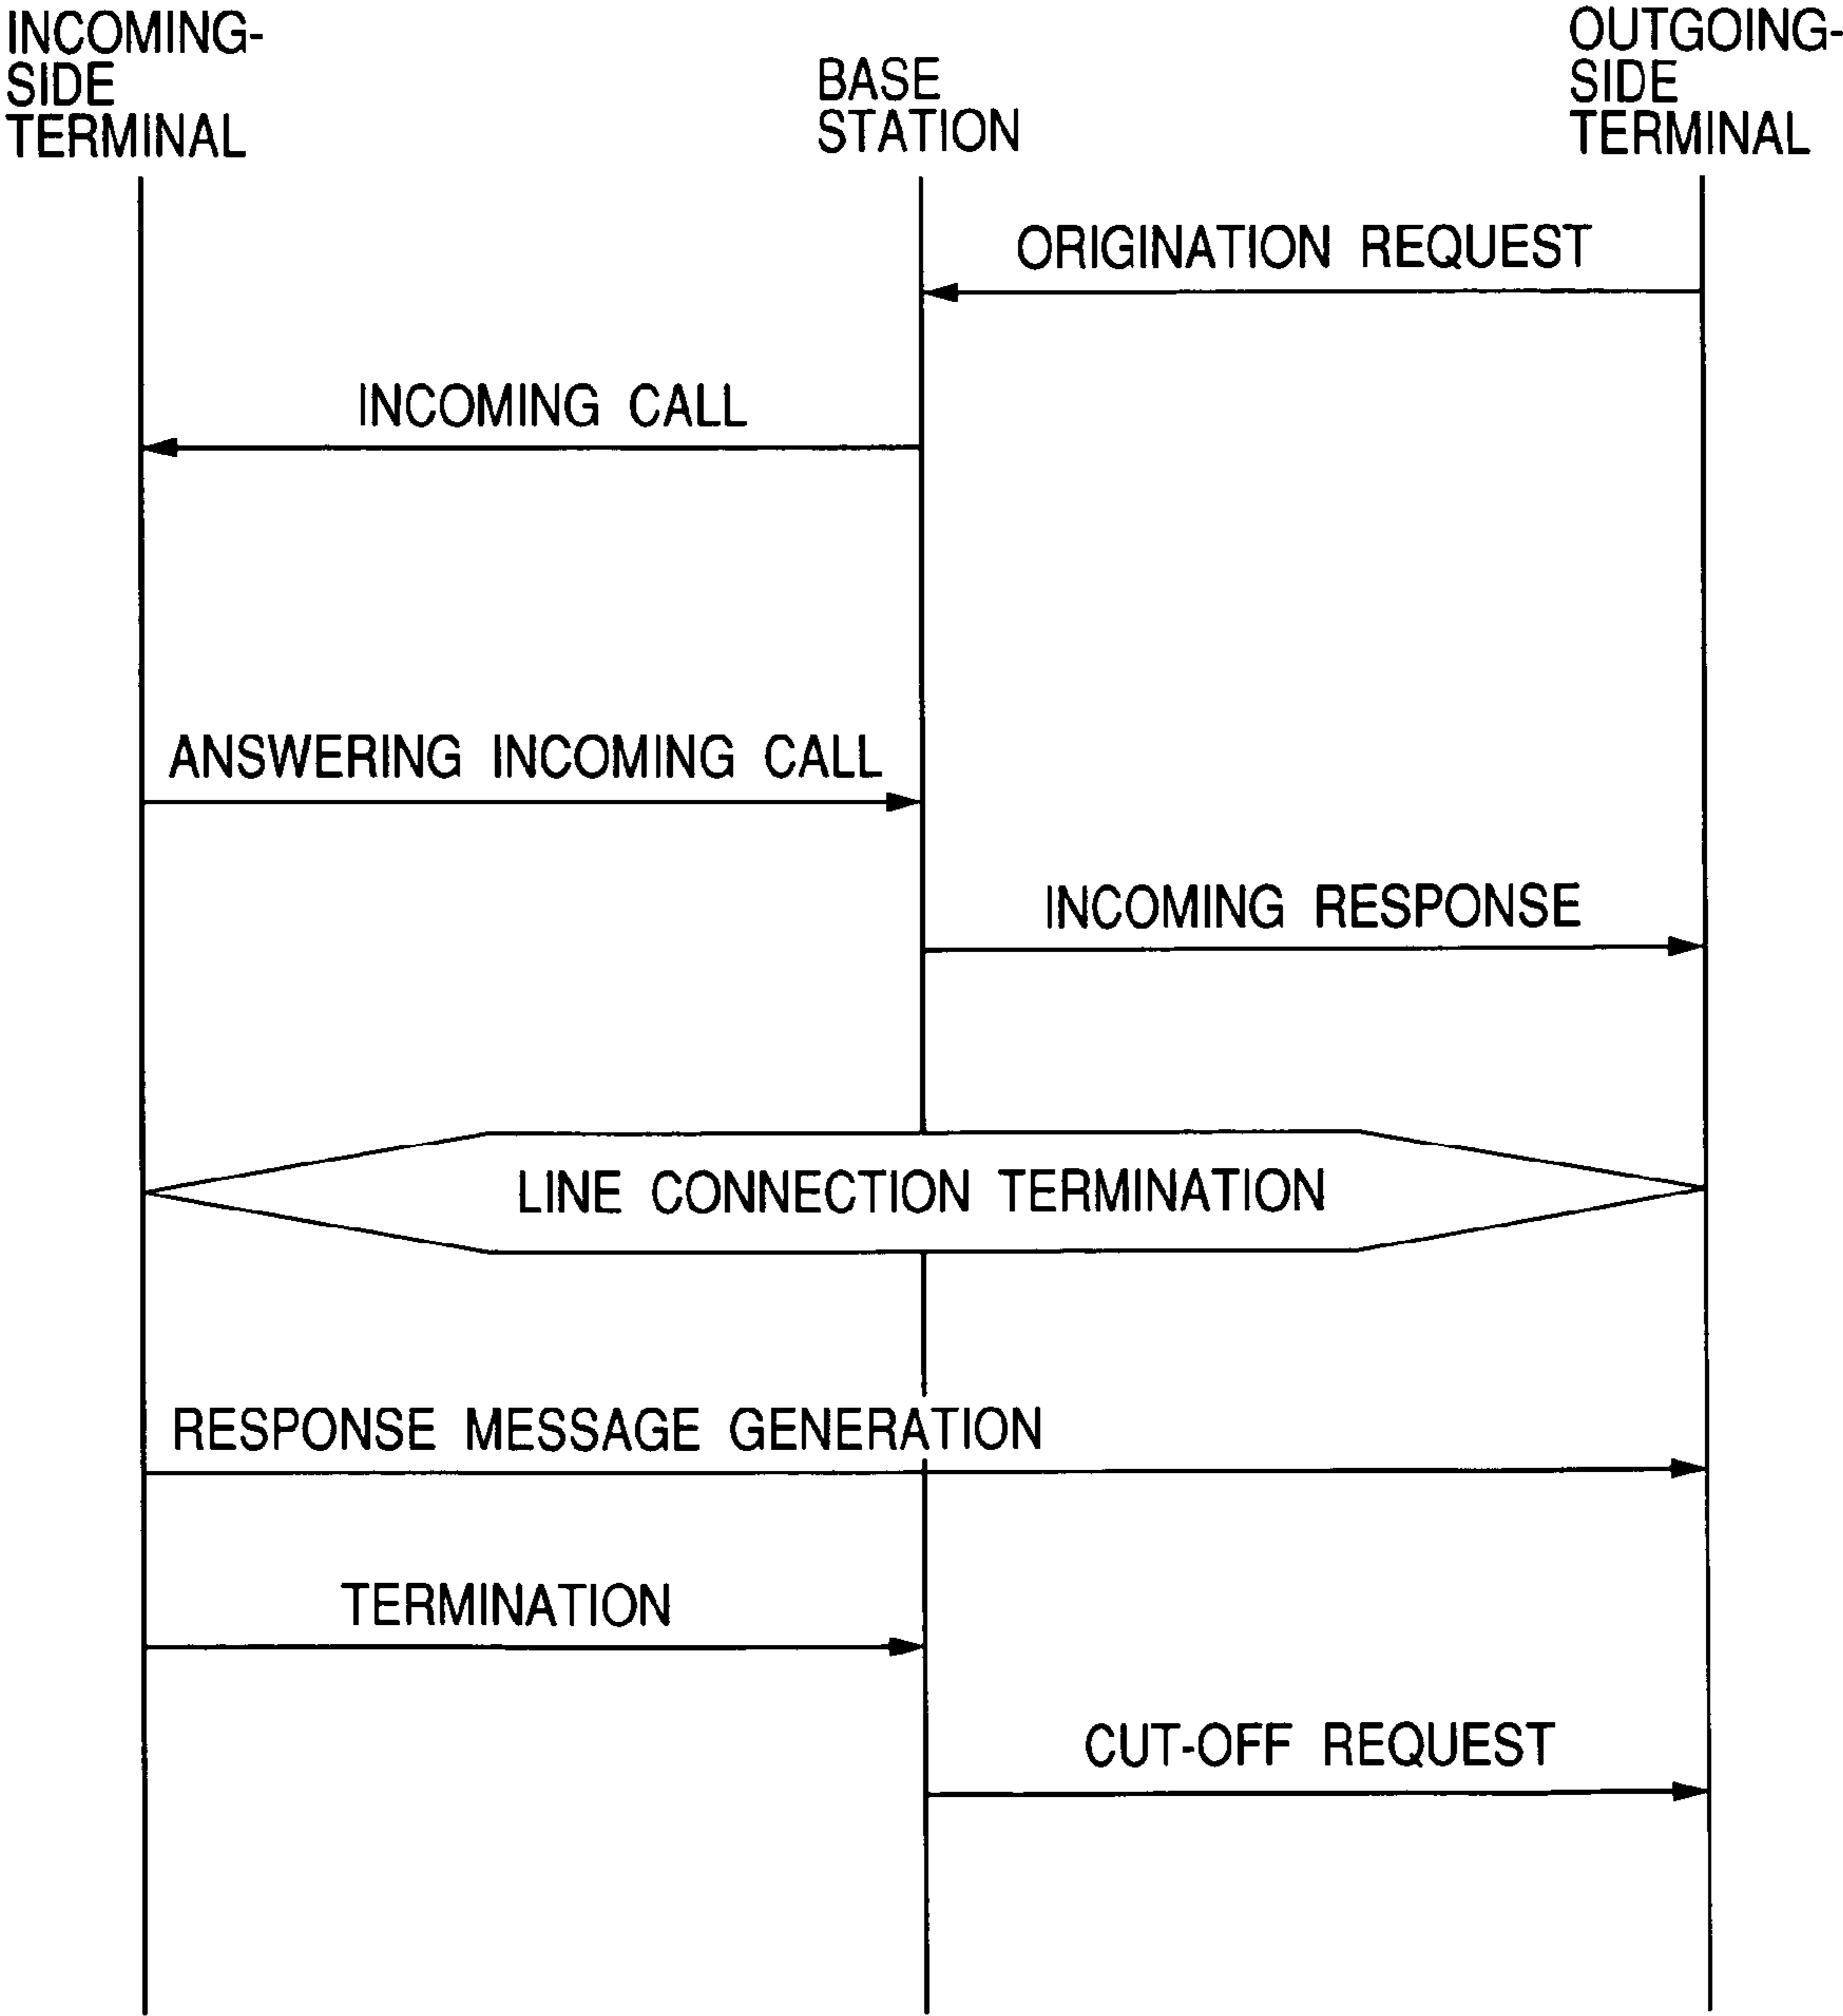 INCOMING-
SIDE
TERMINAL
BASE
STATION
OUTGOING-
SIDE
TERMINAL
ORIGINATION REQUEST
INCOMING CALL
ANSWERING INCOMING CALL
INCOMING RESPONSE
LINE CONNECTION TERMINATION
RESPONSE MESSAGE GENERATION
TERMINATION
CUT-OFF REQUEST